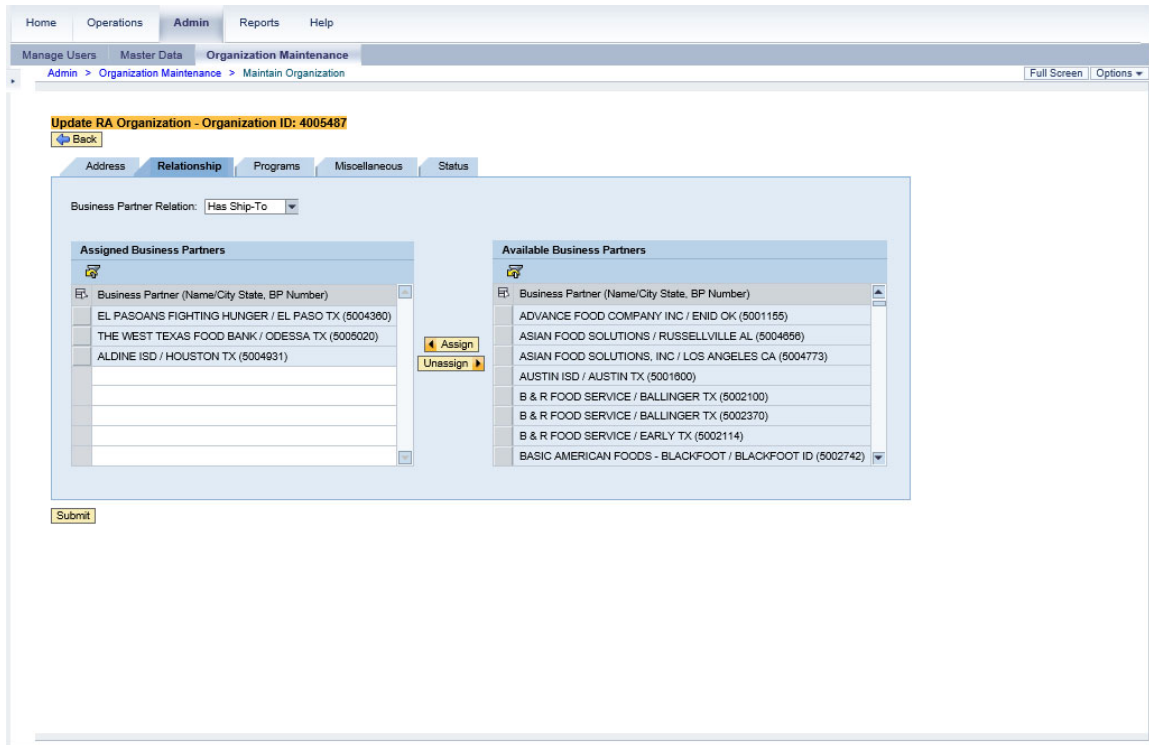 Home Operations Admin Reports Help
Manage Users Master Data Organization Maintenance
Admin > Organization Maintenance > Maintain Organization Full Screen Options
Update RA Organization - Organization ID: 4005487
Back
Address Relationship Programs Miscellaneous Status
Business Partner Relation: Has Ship-To
Assigned Business Partners
Business Partner (Name/City State, BP Number)
EL PASOANS FIGHTING HUNGER / EL PASO TX (5004360)
THE WEST TEXAS FOOD BANK / ODESSA TX (5005020)
ALDINE ISD / HOUSTON TX (5004931)
Assign
Unassign
Available Business Partners
Business Partner (Name/City State, BP Number)
ADVANCE FOOD COMPANY INC / ENID OK (5001155)
ASIAN FOOD SOLUTIONS / RUSSELLVILLE AL (5004656)
ASIAN FOOD SOLUTIONS, INC / LOS ANGELES CA (5004773)
AUSTIN ISD / AUSTIN TX (5001600)
B & R FOOD SERVICE / BALLINGER TX (5002100)
B & R FOOD SERVICE / BALLINGER TX (5002370)
B & R FOOD SERVICE / EARLY TX (5002114)
BASIC AMERICAN FOODS - BLACKFOOT / BLACKFOOT ID (5002742)
Submit